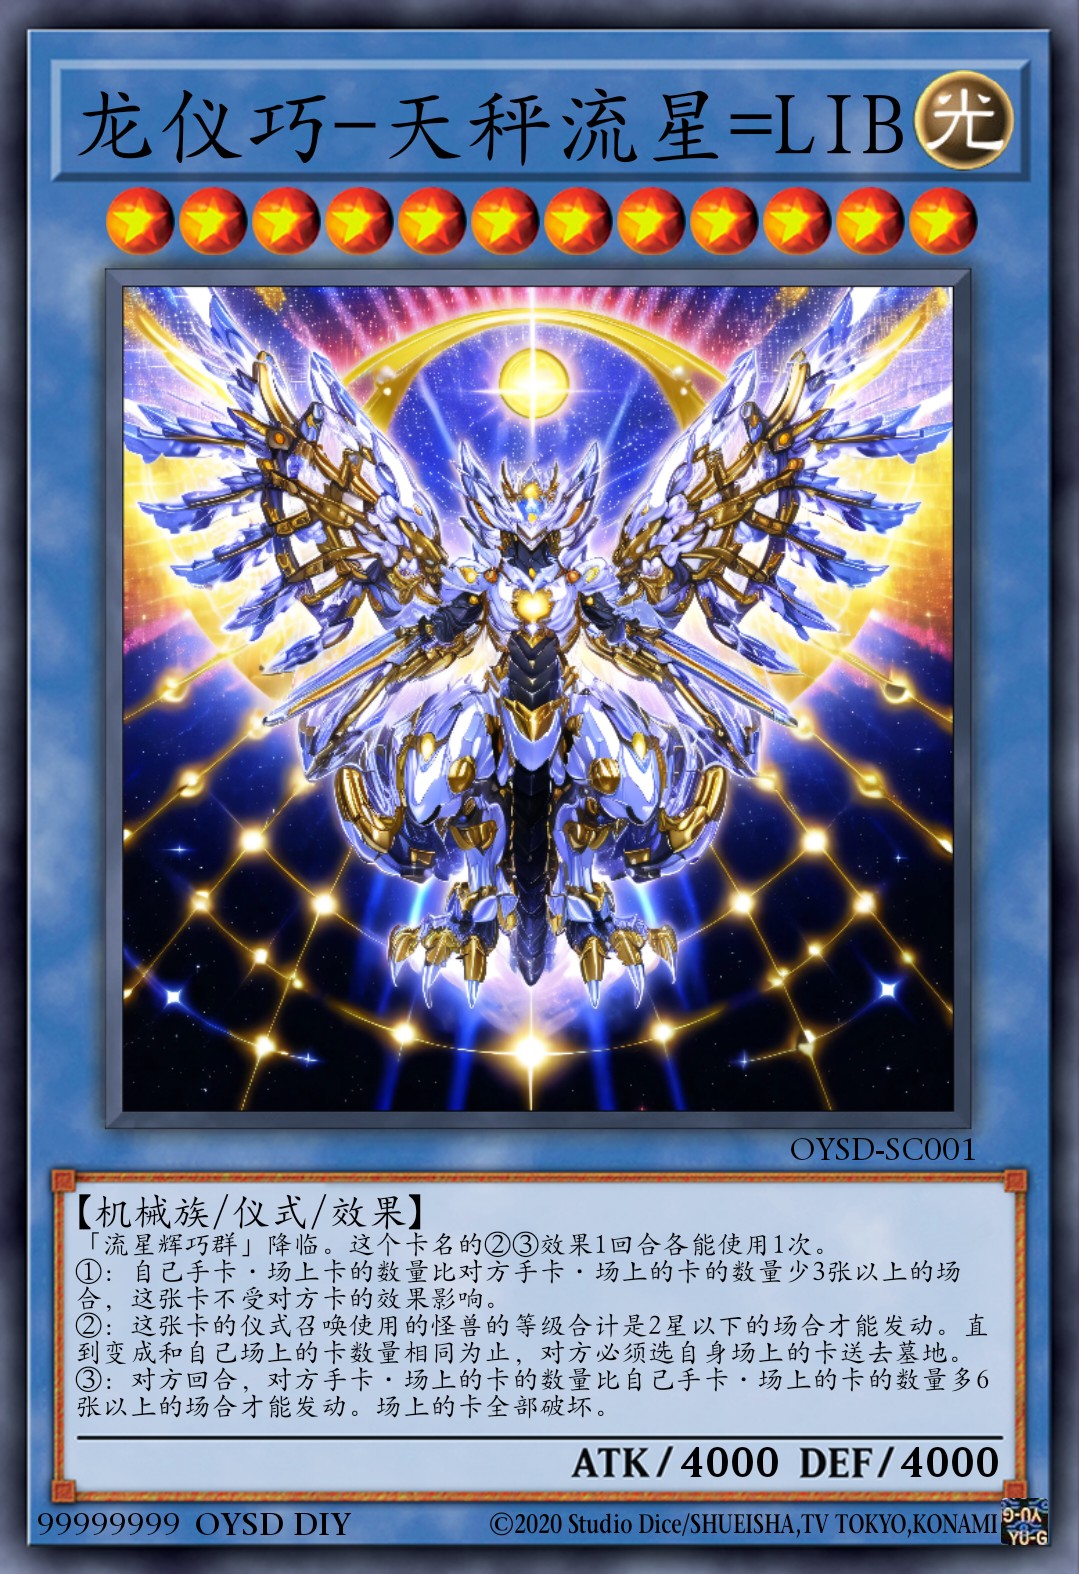 龙仪巧-天秤流星=LIB
光
OYSD-SC001
【机械族/仪式/效果】
「流星辉巧群」降临。这个卡名的②③效果1回合各能使用1次。
①：自己手卡·场上卡的数量比对方手卡·场上的卡的数量少3张以上的场
合，这张卡不受对方卡的效果影响。
②：这张卡的仪式召唤使用的怪兽的等级合计是2星以下的场合才能发动。直
到变成和自己场上的卡数量相同为止，对方必须选自身场上的卡送去墓地。
③：对方回合，对方手卡·场上的卡的数量比自己手卡·场上的卡的数量多6
张以上的场合才能发动。场上的卡全部破坏。
ATK/4000 DEF/4000
99999999 OYSD DIY
©2020 Studio Dice/SHUEISHA,TV TOKYO,KONAMI
YU-G